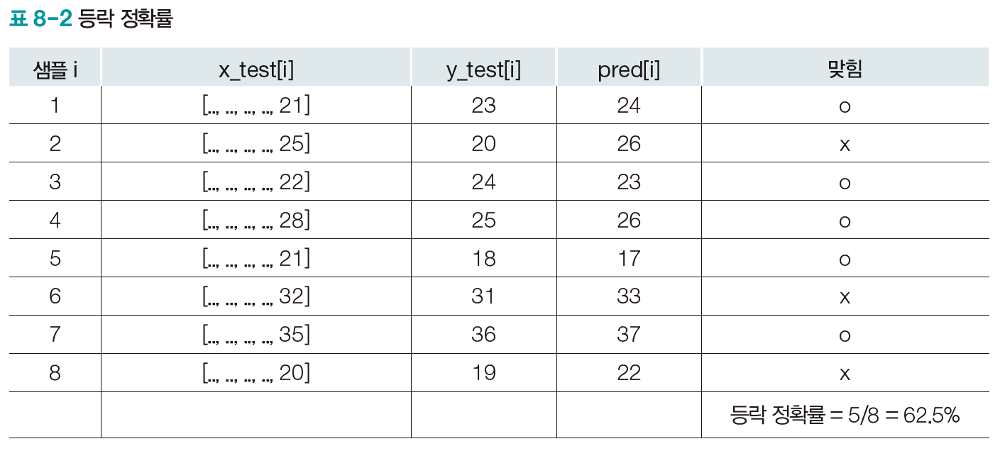 표 8-2 등락 정확률
샘플 i x_test[i] y_test[i] pred[i] 맞힘
1 [.., .., .., .., 21] 23 24 o
2 [.., .., .., .., 25] 20 26 x
3 [.., .., .., .., 22] 24 23 o
4 [.., .., .., .., 28] 25 26 o
5 [.., .., .., .., 21] 18 17 o
6 [.., .., .., .., 32] 31 33 x
7 [.., .., .., .., 35] 36 37 o
8 [.., .., .., .., 20] 19 22 x
등락 정확률 = 5/8 = 62.5%